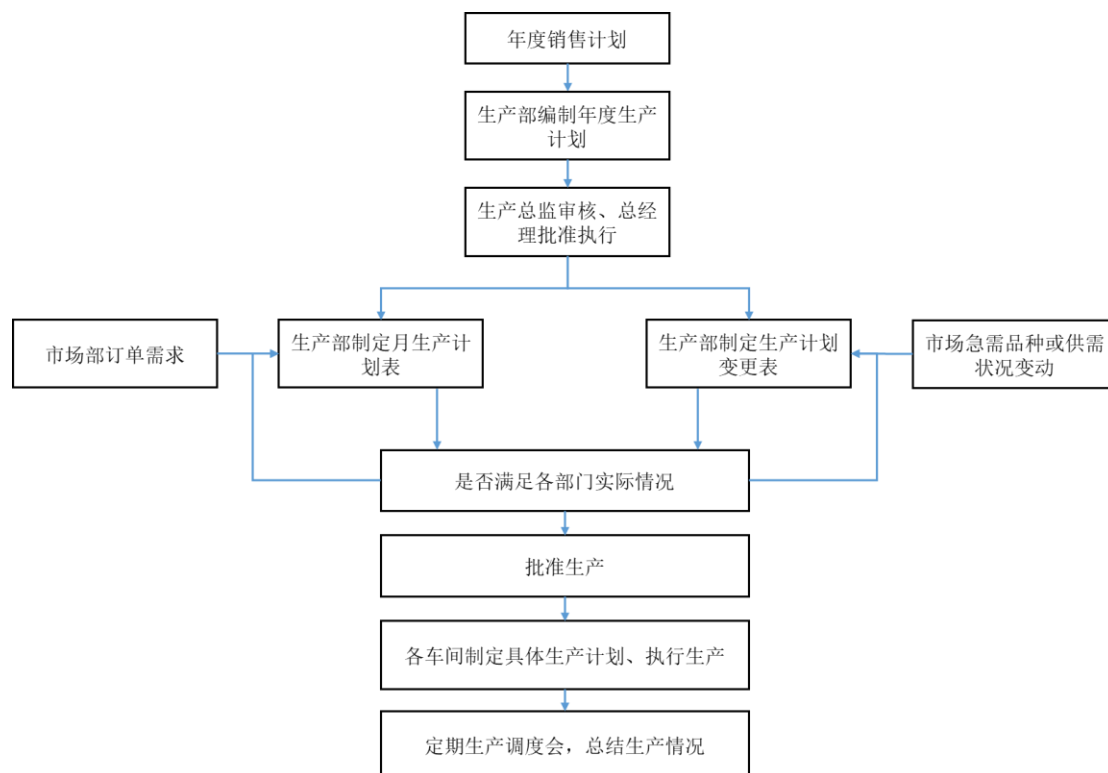 年度销售计划
生产部编制年度生产
计划
生产总监审核、总经
理批准执行
市场部订单需求
生产部制定月生产计
划表
生产部制定生产计划
变更表
市场急需品种或供需
状况变动
是否满足各部门实际情况
批准生产
各车间制定具体生产计划、执行生产
定期生产调度会，总结生产情况